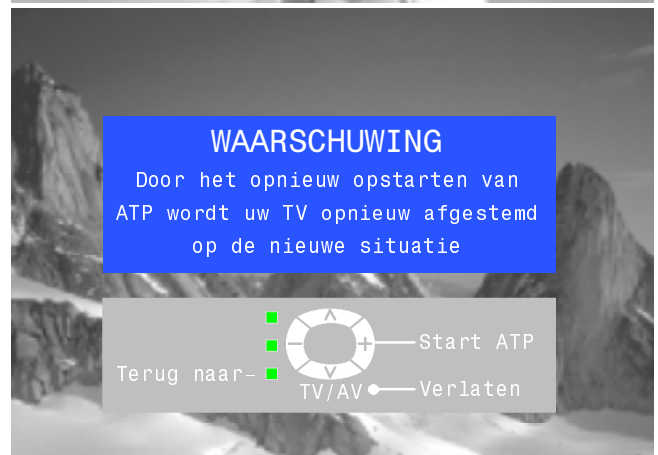 WAARSCHUWING
Door het opnieuw opstarten van
ATP wordt uw TV opnieuw afgestemd
op de nieuwe situatie
Start ATP
Terug naar
TV/AV Verlaten